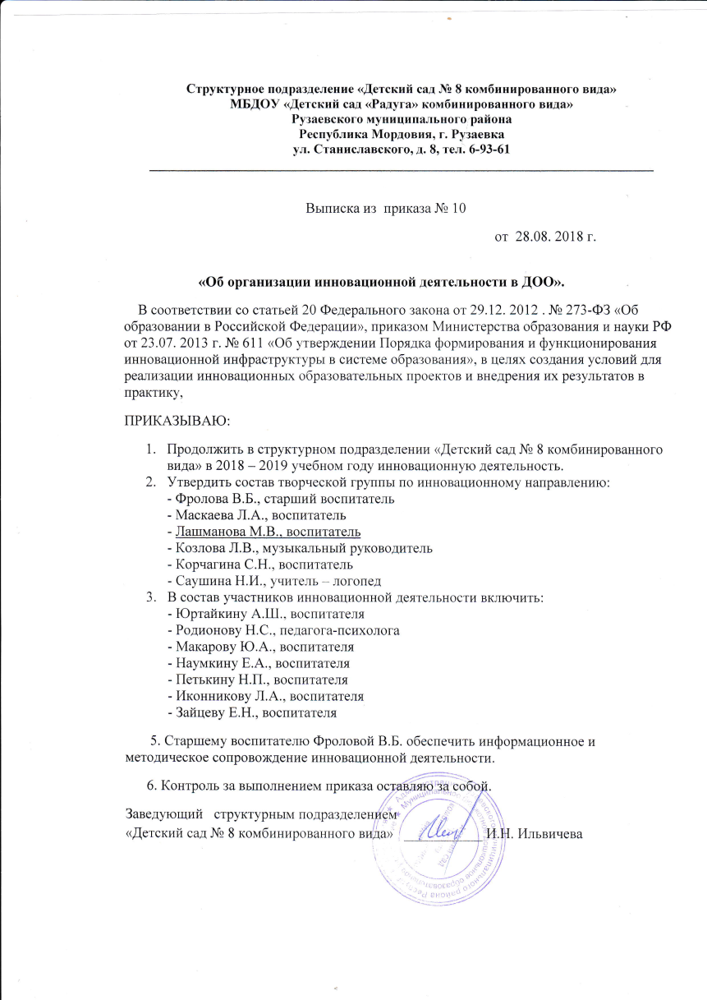 Структурное подразделение «Детский сад № 8 комбинированного вида»
МБДОУ «Детский сад «Радуга» комбинированного вида»
Рузаевского муниципального района
Республика Мордовия, г. Рузаевка
ул. Станиславского, д. 8, тел. 6-93-61
Выписка из приказа № 10
от 28.08. 2018 г.
«Об организации инновационной деятельности в ДОО».
В соответствии со статьей 20 Федерального закона от 29.12. 2012 . № 273-ФЗ «Об
образовании в Российской Федерации», приказом Министерства образования и науки РФ
от 23.07. 2013 г. № 611 «Об утверждении Порядка формирования и функционирования
инновационной инфраструктуры в системе образования», в целях создания условий для
реализации инновационных образовательных проектов и внедрения их результатов в
практику,
ПРИКАЗЫВАЮ:
1. Продолжить в структурном подразделении «Детский сад № 8 комбинированного
вида» в 2018 – 2019 учебном году инновационную деятельность.
2. Утвердить состав творческой группы по инновационному направлению:
- Фролова В.Б., старший воспитатель
- Маскаева Л.А., воспитатель
- Лашманова М.В., воспитатель
- Козлова Л.В., музыкальный руководитель
- Корчагина С.Н., воспитатель
- Саушина Н.И., учитель – логопед
3. В состав участников инновационной деятельности включить:
- Юртайкину А.Ш., воспитателя
- Родионову Н.С., педагога-психолога
- Макарову Ю.А., воспитателя
- Наумкину Е.А., воспитателя
- Петькину Н.П., воспитателя
- Иконникову Л.А., воспитателя
- Зайцеву Е.Н., воспитателя
5. Старшему воспитателю Фроловой В.Б. обеспечить информационное и
методическое сопровождение инновационной деятельности.
6. Контроль за выполнением приказа оставляю за собой.
Заведующий структурным подразделением
«Детский сад № 8 комбинированного вида» И.Н. Ильвичева